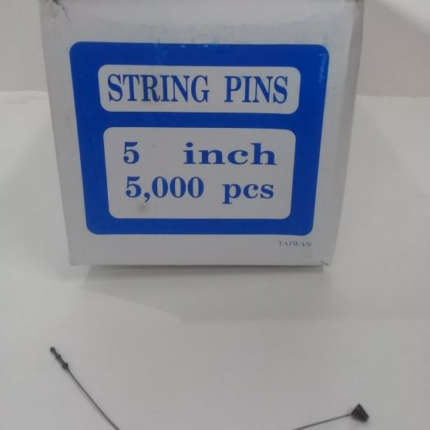 STRING PINS
5 inch
5,000 pcs
TAIWAN